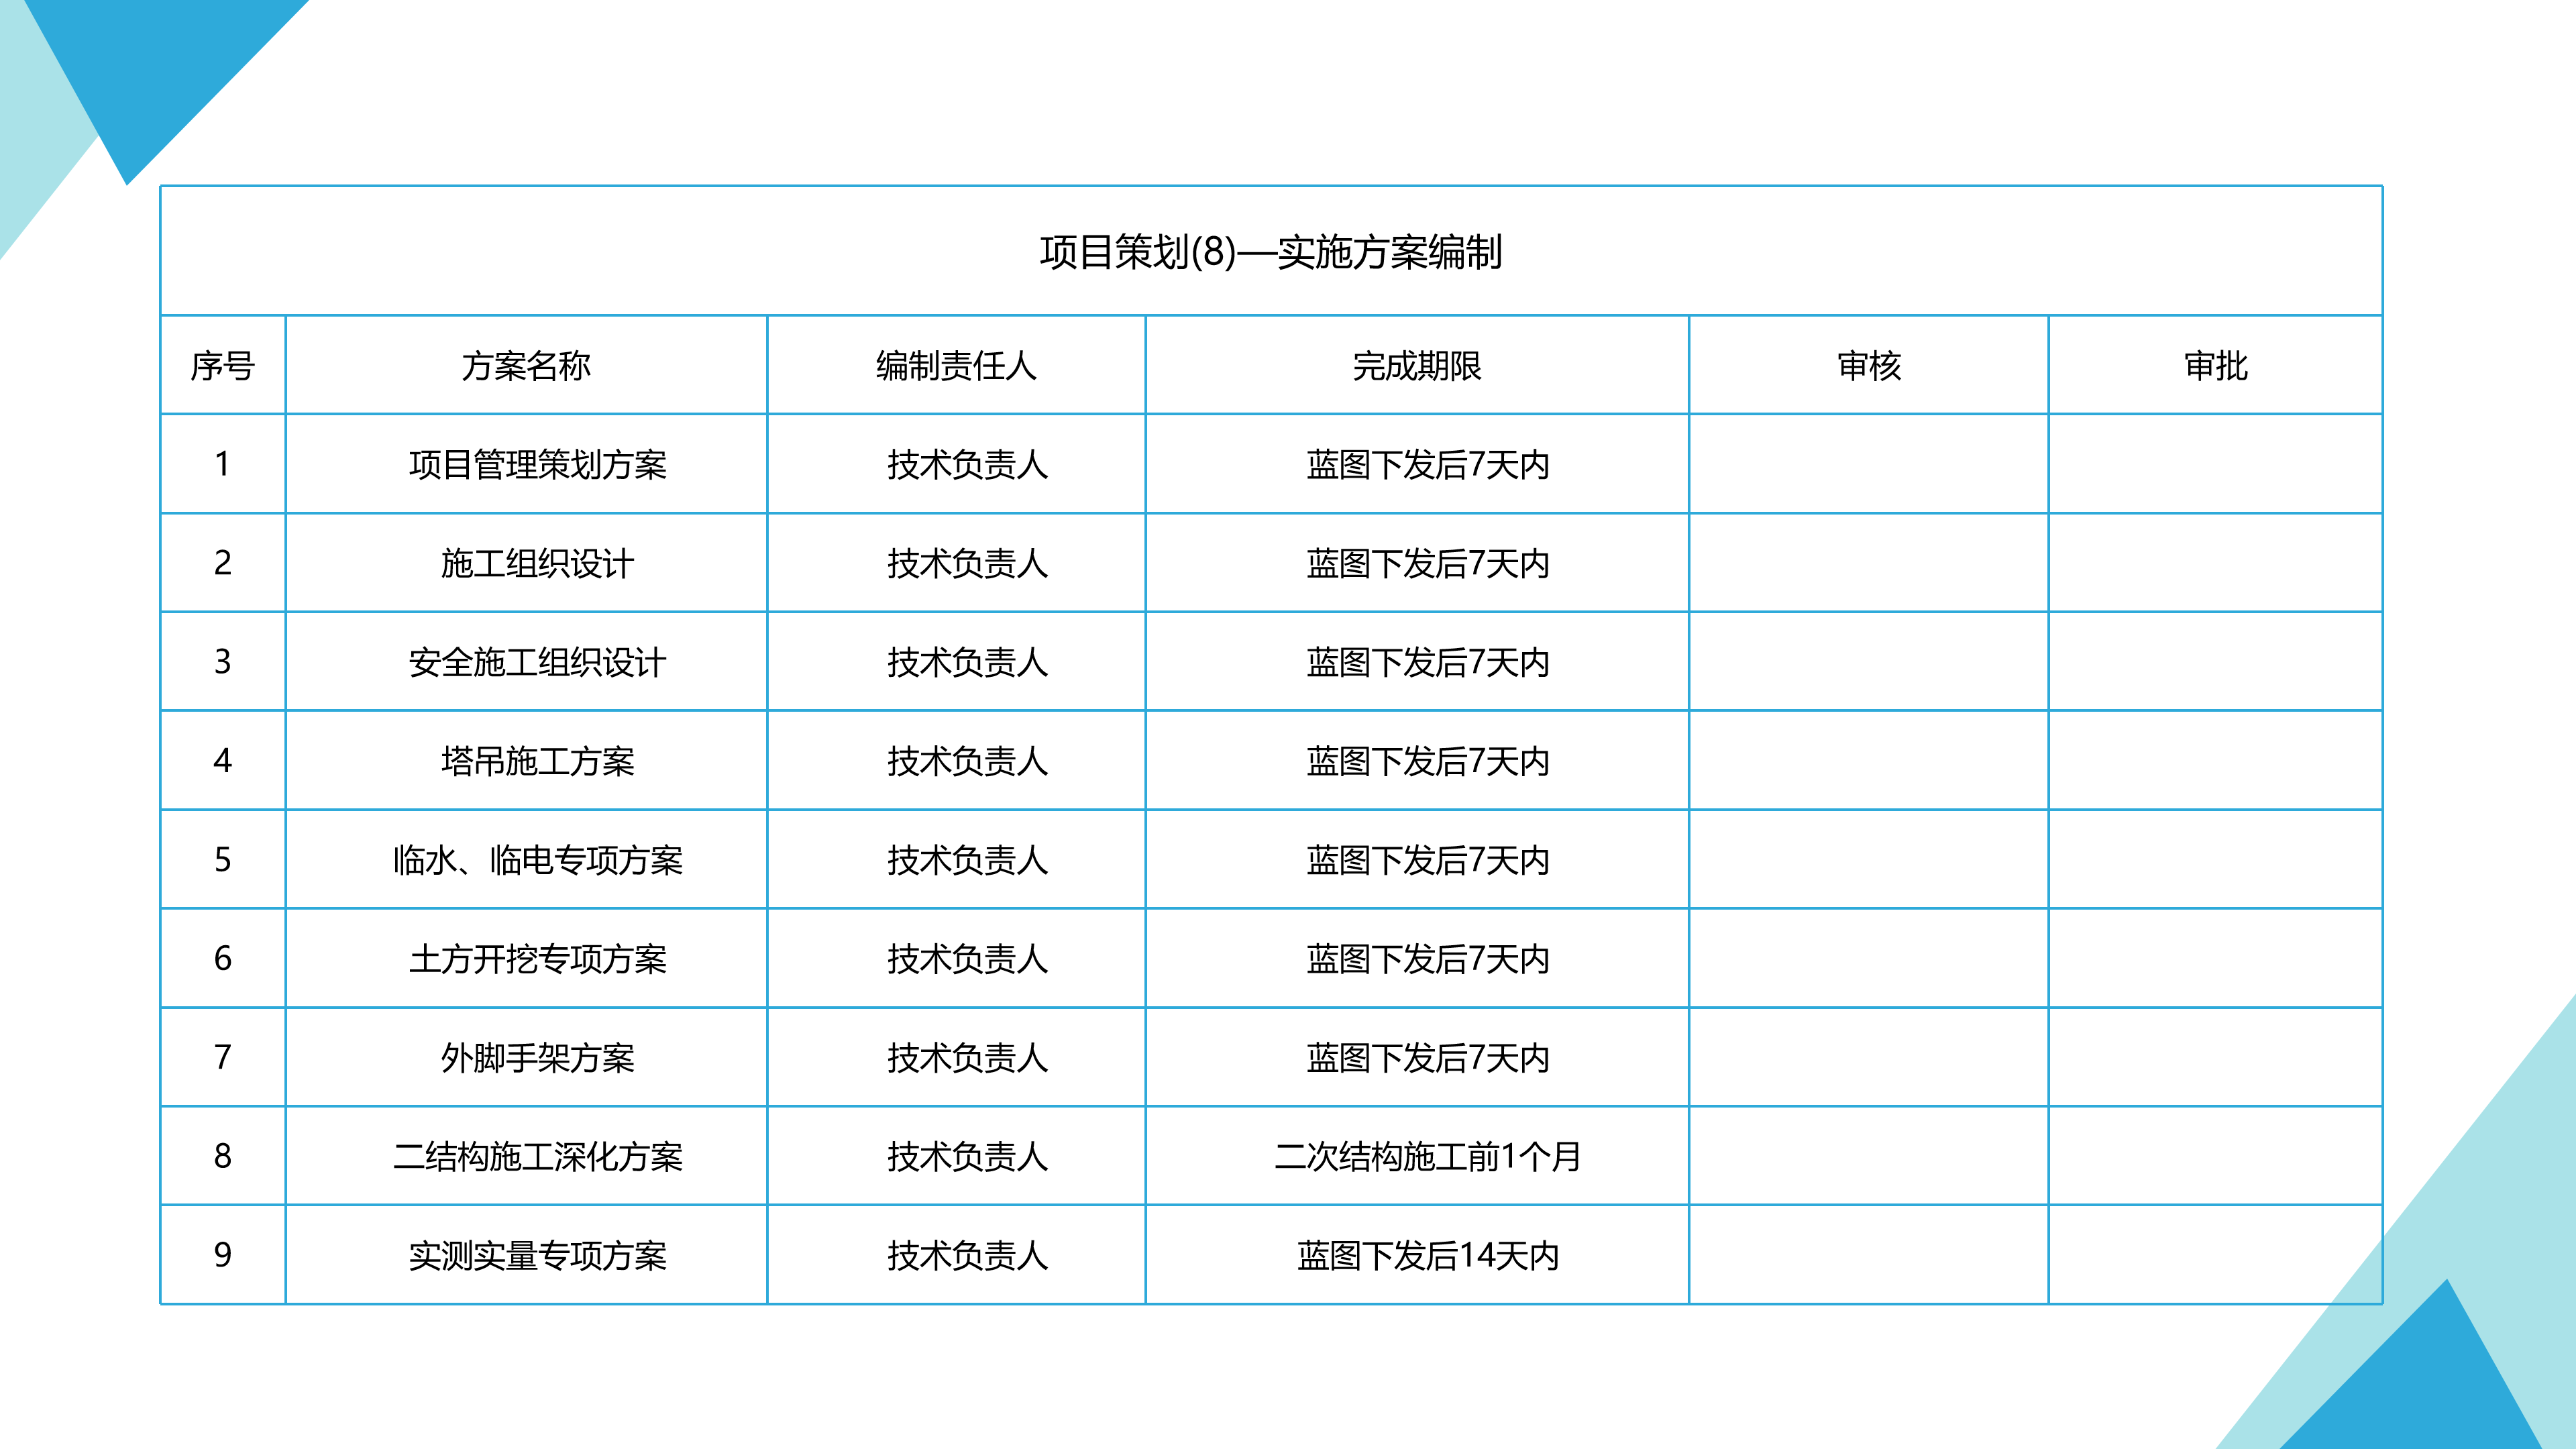 项目策划(8)—实施方案编制
序号 方案名称 编制责任人 完成期限 审核 审批
1 项目管理策划方案 技术负责人 蓝图下发后7天内
2 施工组织设计 技术负责人 蓝图下发后7天内
3 安全施工组织设计 技术负责人 蓝图下发后7天内
4 塔吊施工方案 技术负责人 蓝图下发后7天内
5 临水、临电专项方案 技术负责人 蓝图下发后7天内
6 土方开挖专项方案 技术负责人 蓝图下发后7天内
7 外脚手架方案 技术负责人 蓝图下发后7天内
8 二结构施工深化方案 技术负责人 二次结构施工前1个月
9 实测实量专项方案 技术负责人 蓝图下发后14天内